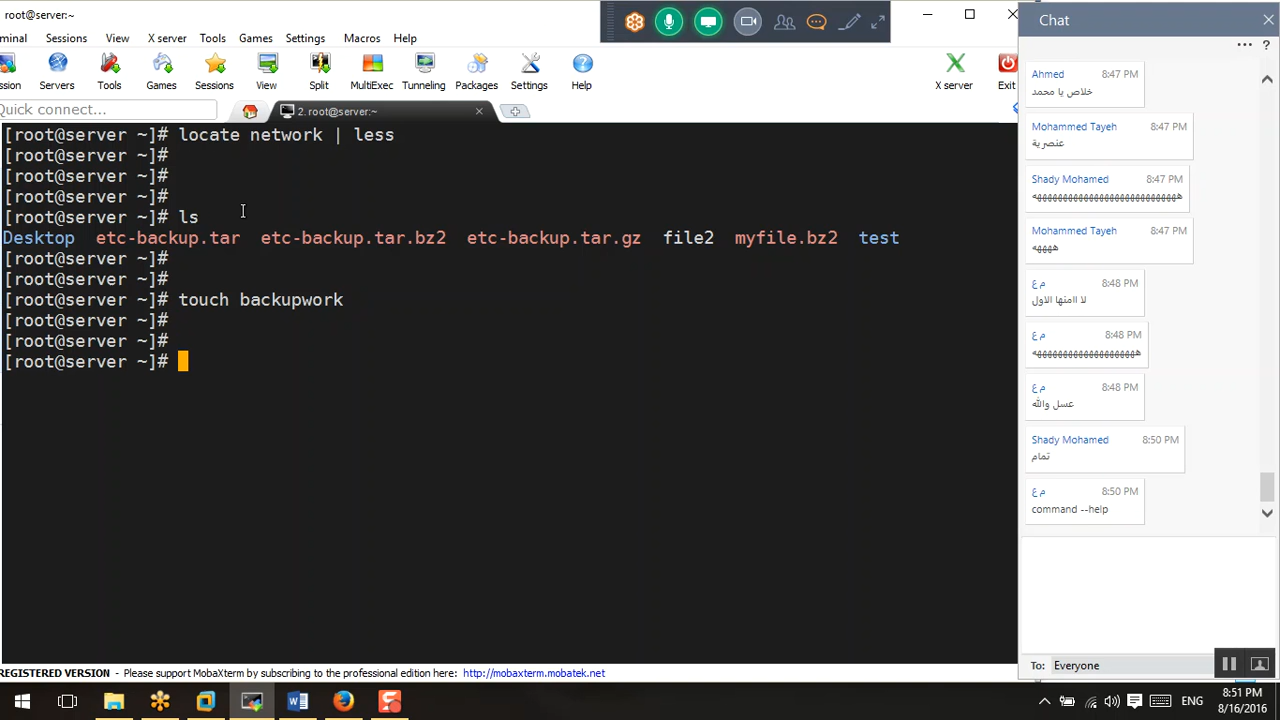 root@server:~
minal Sessions View X server Tools Games Settings Macros Help
ssion Servers Tools Games Sessions View Split MultiExec Tunneling Packages Settings Help X server Exit
Quick connect...
2. root@server:~
[root@server ~]# locate network | less
[root@server ~]#
[root@server ~]#
[root@server ~]#
[root@server ~]# ls
Desktop etc-backup.tar etc-backup.tar.bz2 etc-backup.tar.gz file2 myfile.bz2 test
[root@server ~]#
[root@server ~]#
[root@server ~]# touch backupwork
[root@server ~]#
[root@server ~]#
[root@server ~]#
REGISTERED VERSION - Please support MobaXterm by subscribing to the professional edition here: http://mobaxterm.mobatek.net
Chat
?
Ahmed 8:47 PM
خلاص يا محمد
Mohammed Tayeh 8:47 PM
عنصرية
Shady Mohamed 8:47 PM
Mohammed Tayeh 8:47 PM
ههههه
م ع 8:48 PM
لا اامنها الاول
م ع 8:48 PM
م ع 8:48 PM
عسل والله
Shady Mohamed 8:50 PM
تمام
م ع 8:50 PM
command --help
To: Everyone
ENG
8:51 PM
8/16/2016